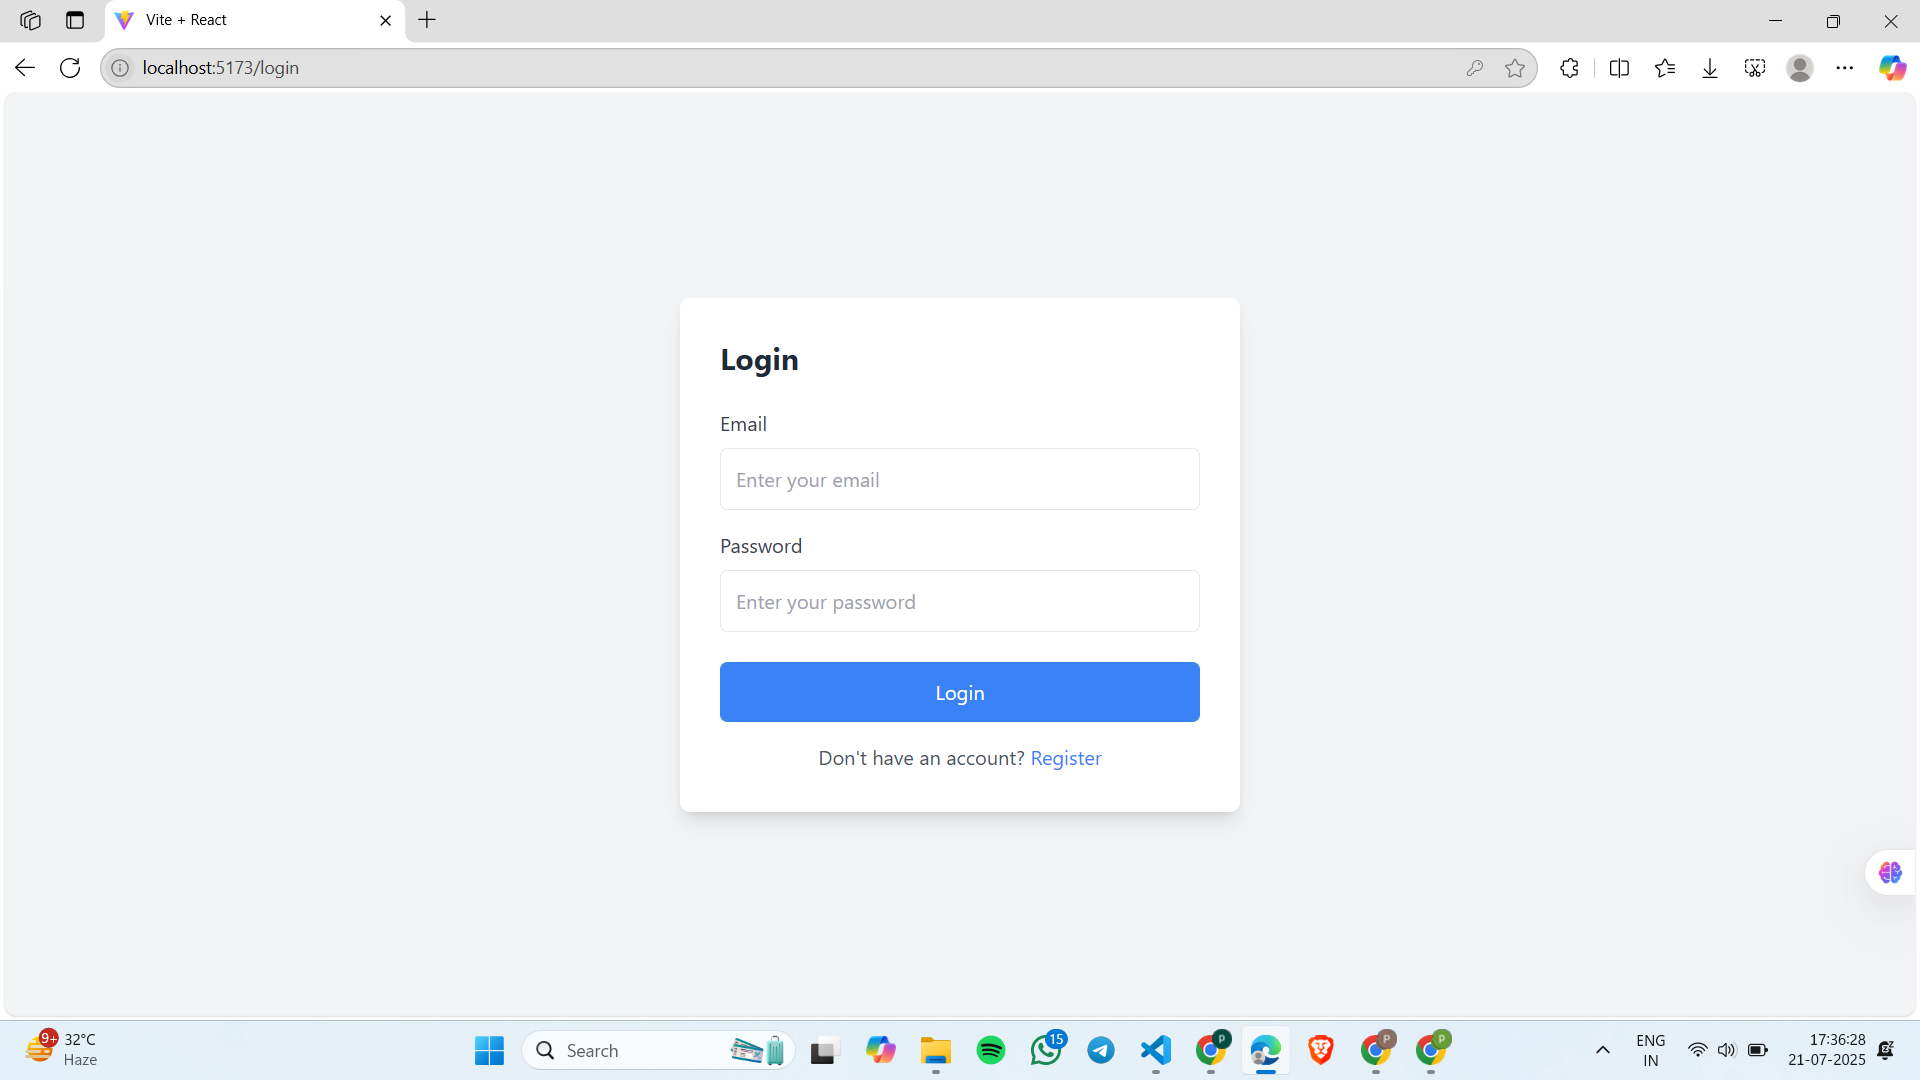 Vite + React
localhost:5173/login
Login
Email
Enter your email
Password
Enter your password
Login
Don't have an account? Register
9+
32°C
Haze
Search
15
P
P
P
ENG
IN
17:36:28
21-07-2025